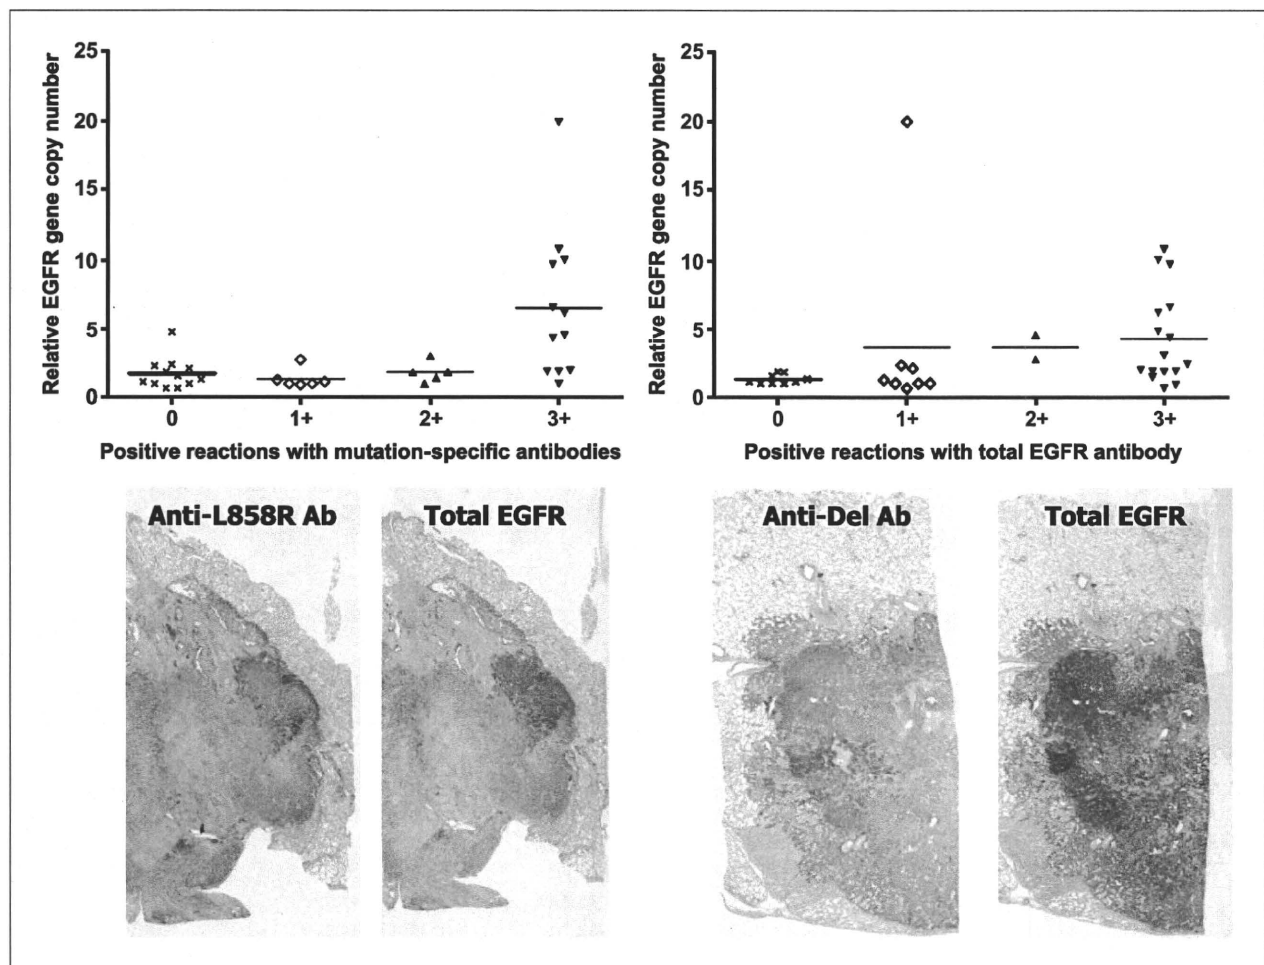 Relative EGFR gene copy number
25
20
15
10
5
0
0 1+ 2+ 3+
Positive reactions with mutation-specific antibodies
Relative EGFR gene copy number
25
20
15
10
5
0
0 1+ 2+ 3+
Positive reactions with total EGFR antibody
Anti-L858R Ab
Total EGFR
Anti-Del Ab
Total EGFR